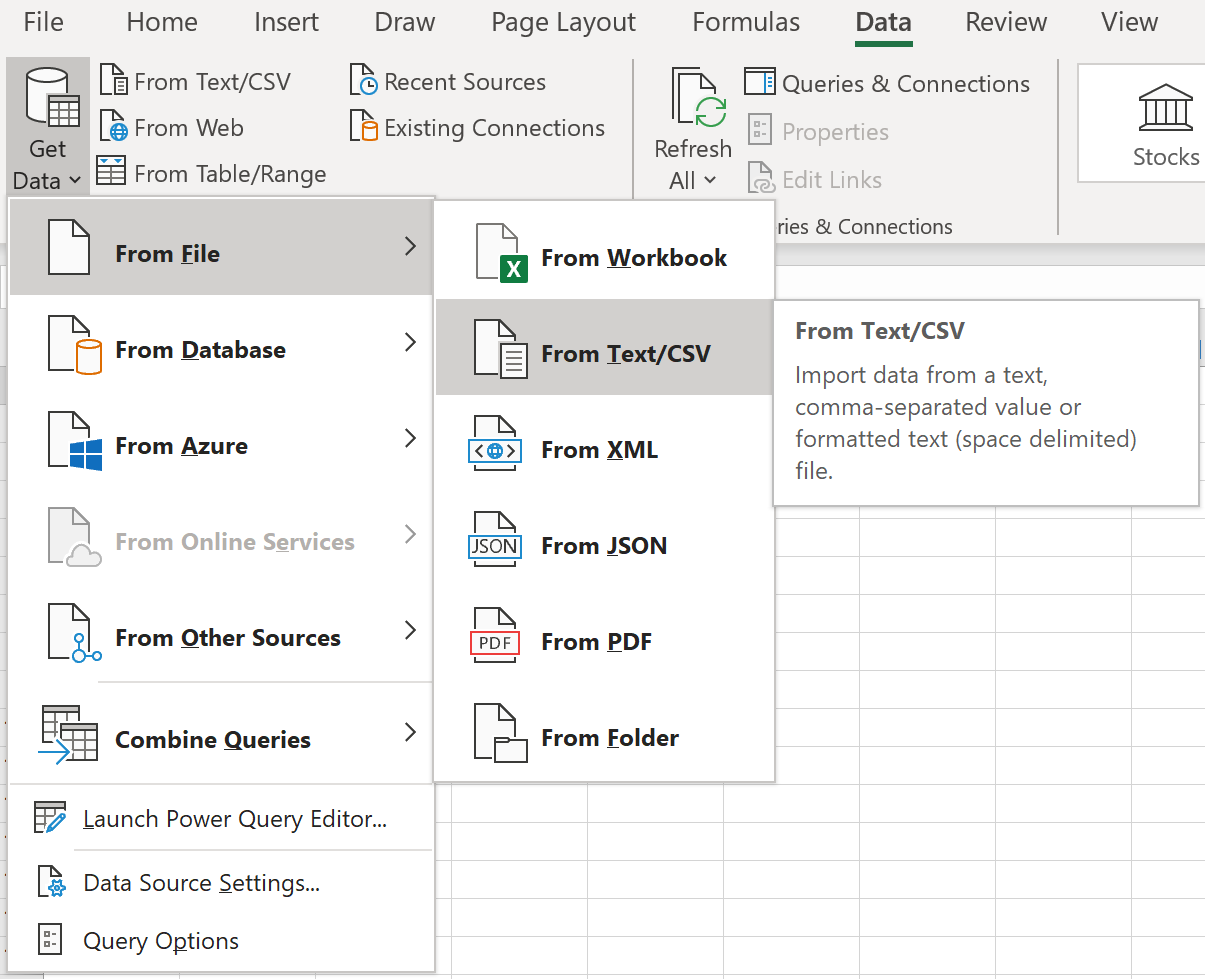 File Home Insert Draw Page Layout Formulas Data Review View
From Text/CSV
From Web
From Table/Range
Get
Data
Recent Sources
Existing Connections
Refresh
All
Queries & Connections
Properties
Edit Links
ries & Connections
Stocks
From File
From Database
From Azure
From Online Services
From Other Sources
Combine Queries
Launch Power Query Editor...
Data Source Settings...
Query Options
X
From Workbook
From Text/CSV
From XML
JSON
From JSON
PDF
From PDF
From Folder
From Text/CSV
Import data from a text,
comma-separated value or
formatted text (space delimited)
file.